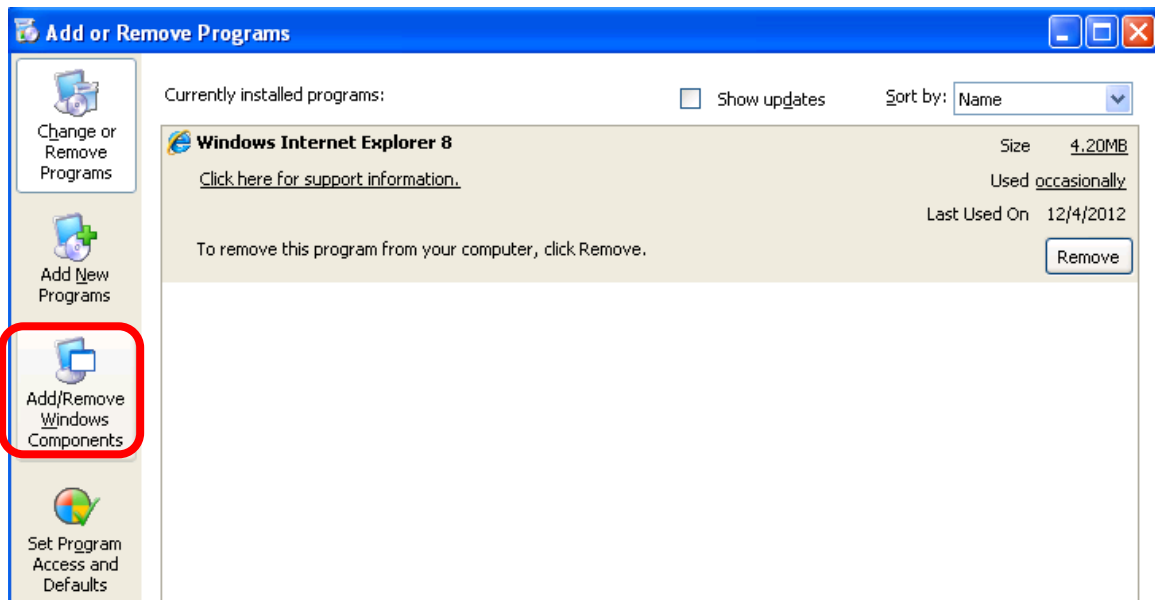 Add or Remove Programs
Change or
Remove
Programs
Add New
Programs
Add/Remove
Windows
Components
Set Program
Access and
Defaults
Currently installed programs:
Show updates
Sort by: Name
Windows Internet Explorer 8
Size 4.20MB
Click here for support information.
Used occasionally
Last Used On 12/4/2012
To remove this program from your computer, click Remove.
Remove